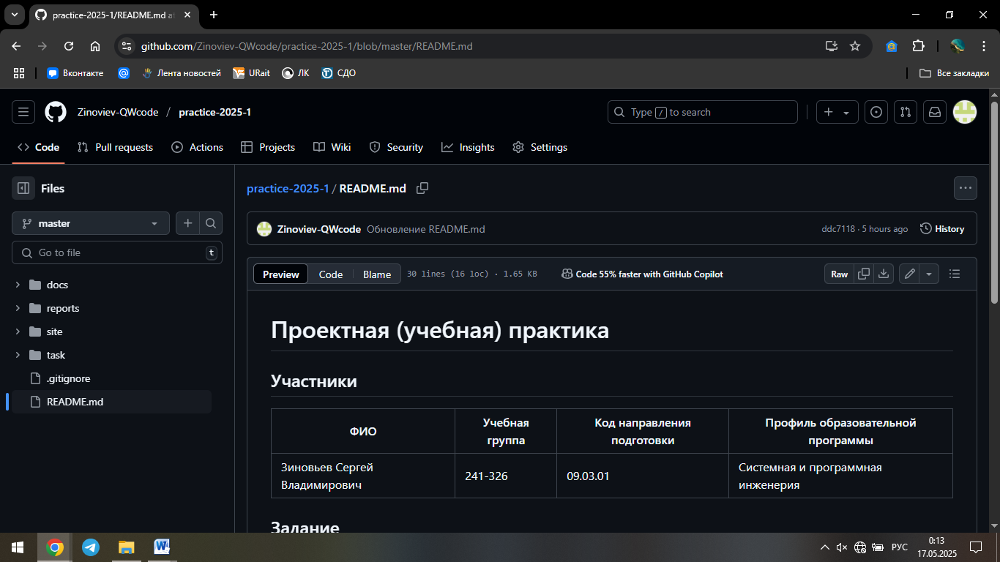 practice-2025-1/README.md at
github.com/Zinoviev-QWcode/practice-2025-1/blob/master/README.md
Вконтакте
Лента новостей
URait
ЛК
СДО
Все закладки
Zinoviev-QWcode / practice-2025-1
Type / to search
Code
Pull requests
Actions
Projects
Wiki
Security
Insights
Settings
Files
master
Go to file
t
docs
reports
site
task
.gitignore
README.md
practice-2025-1 / README.md
Zinoviev-QWcode Обновление README.md
ddc7118 · 5 hours ago
History
Preview
Code
Blame
30 lines (16 loc) · 1.65 KB
Code 55% faster with GitHub Copilot
Raw
Проектная (учебная) практика
Участники
ФИО
Учебная
группа
Код направления
подготовки
Профиль образовательной
программы
Зиновьев Сергей
Владимирович
241-326
09.03.01
Системная и программная
инженерия
Задание
РУС
0:13
17.05.2025